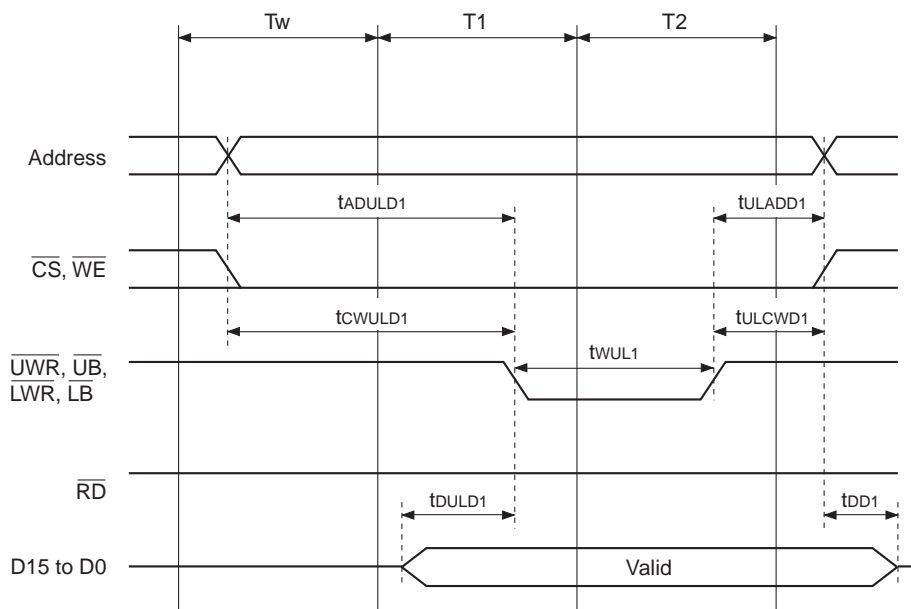 Tw T1 T2
Address
tADULD1 tULADD1
CS, WE
tCWULD1 tULCWD1
tWUL1
UWR, UB,
LWR, LB
RD
tDULD1 tDD1
D15 to D0 Valid